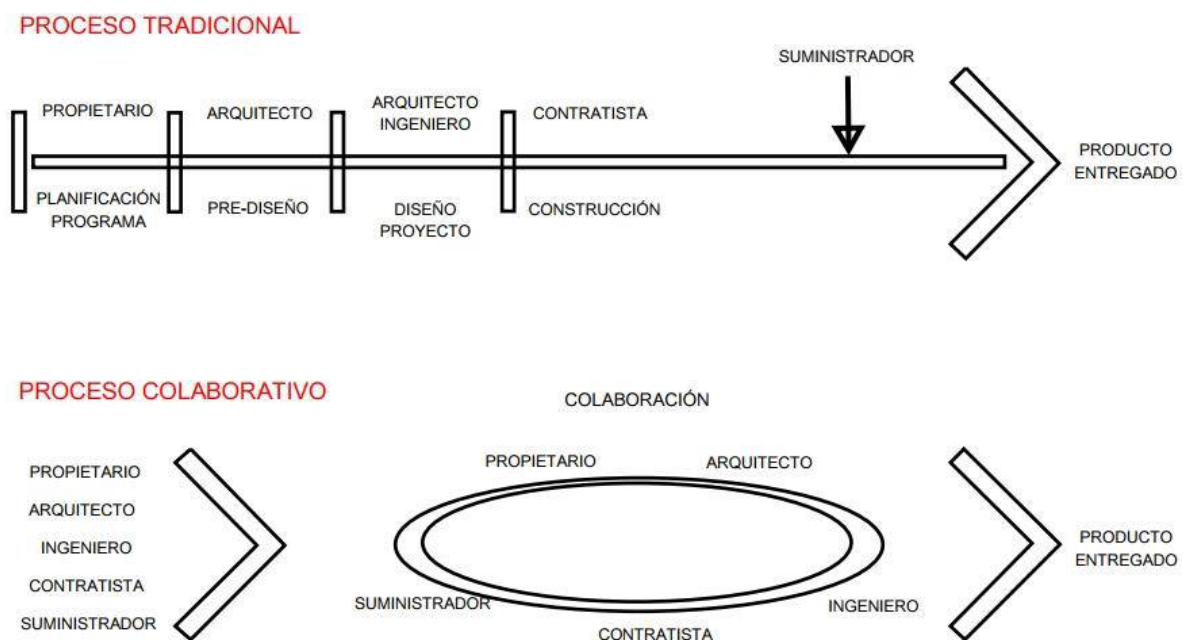 PROCESO TRADICIONAL
SUMINISTRADOR
PROPIETARIO
ARQUITECTO
ARQUITECTO
INGENIERO
CONTRATISTA
PRODUCTO
ENTREGADO
PLANIFICACIÓN
PROGRAMA
PRE-DISEÑO
DISEÑO
PROYECTO
CONSTRUCCIÓN
PROCESO COLABORATIVO
COLABORACIÓN
PROPIETARIO
ARQUITECTO
INGENIERO
CONTRATISTA
SUMINISTRADOR
PROPIETARIO
ARQUITECTO
SUMINISTRADOR
INGENIERO
CONTRATISTA
PRODUCTO
ENTREGADO